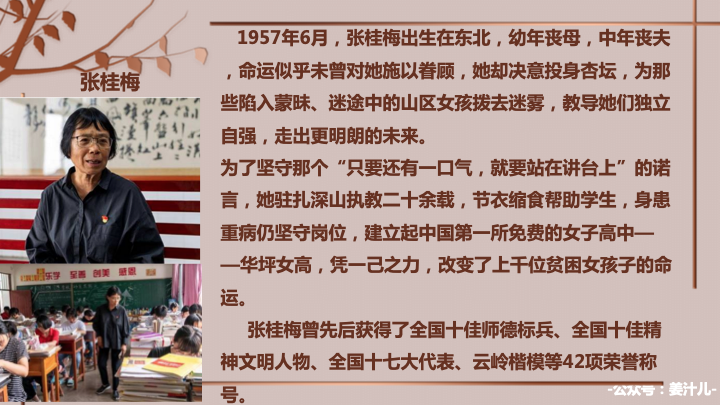 张桂梅
1957年6月，张桂梅出生在东北，幼年丧母，中年丧夫
，命运似乎未曾对她施以眷顾，她却决意投身杏坛，为那
些陷入蒙昧、迷途中的山区女孩拨去迷雾，教导她们独立
自强，走出更明朗的未来。
为了坚守那个“只要还有一口气，就要站在讲台上”的诺
言，她驻扎深山执教二十余载，节衣缩食帮助学生，身患
重病仍坚守岗位，建立起中国第一所免费的女子高中—
—华坪女高，凭一己之力，改变了上千位贫困女孩子的命
运。
张桂梅曾先后获得了全国十佳师德标兵、全国十佳精
神文明人物、全国十七大代表、云岭楷模等42项荣誉称
号。
乐学 至善 创美 感恩
-公众号：姜汁儿-